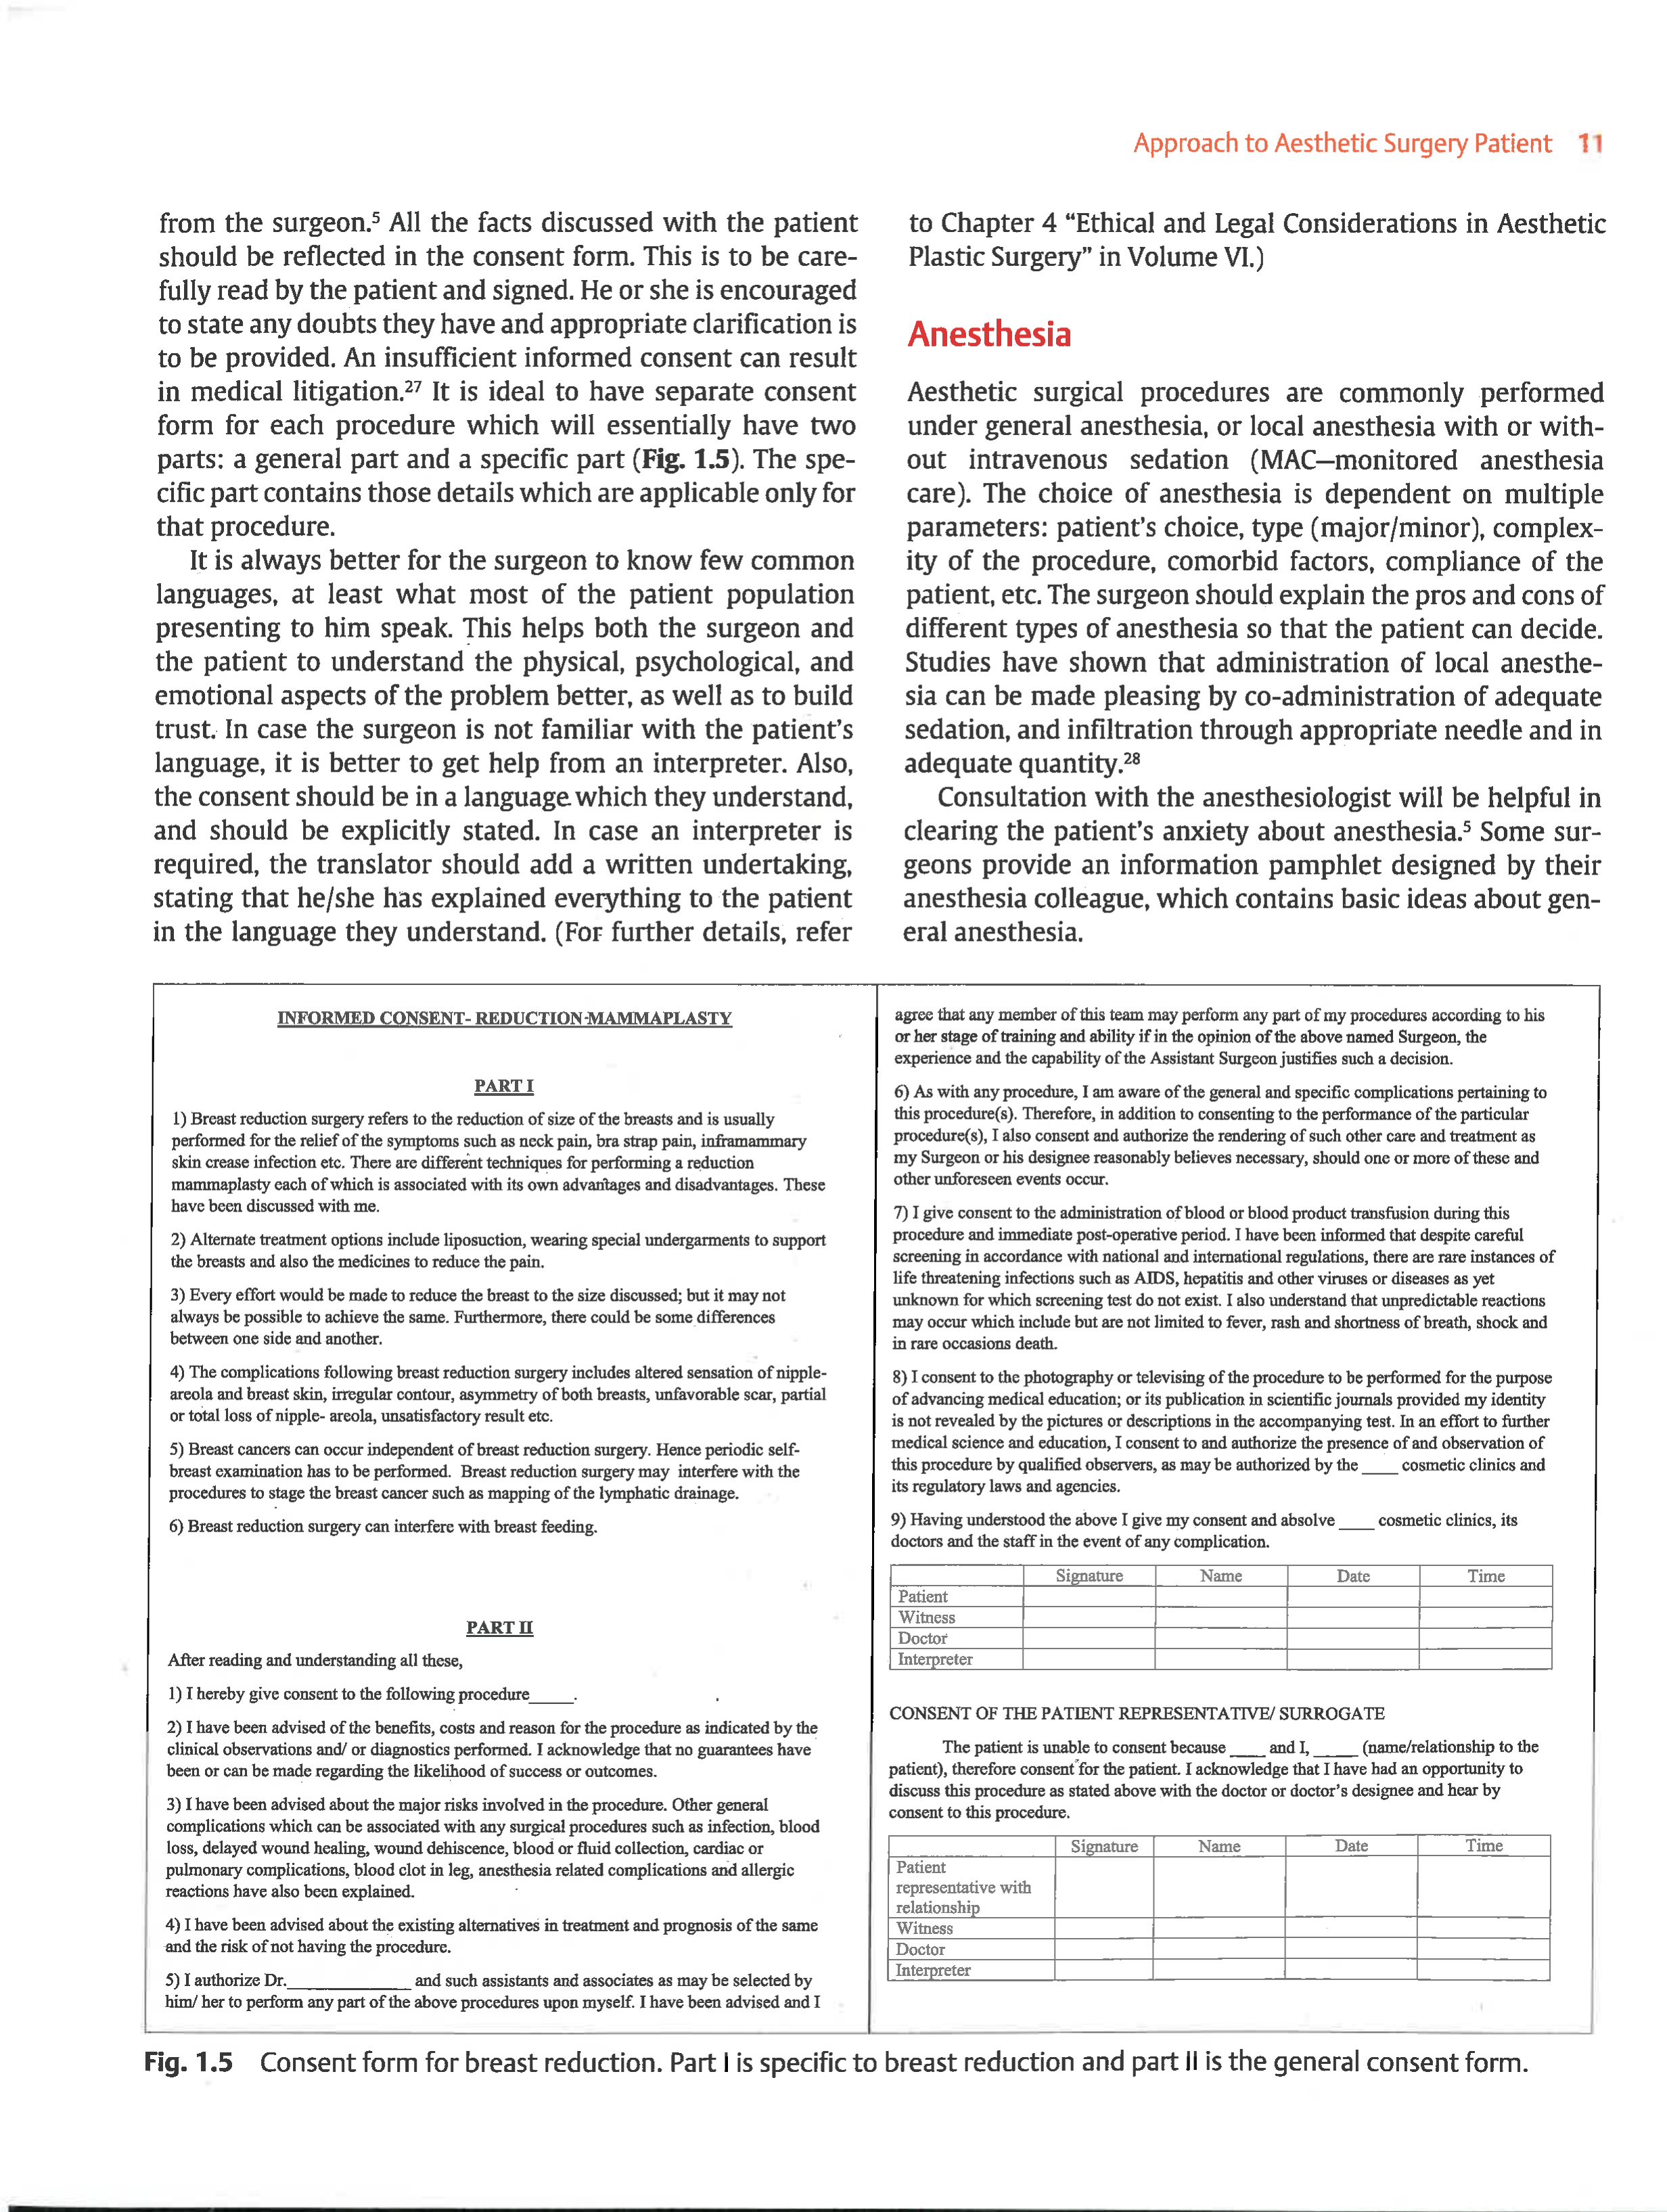 Approach to Aesthetic Surgery Patient 11
from the surgeon.⁵ All the facts discussed with the patient
should be reflected in the consent form. This is to be care-
fully read by the patient and signed. He or she is encouraged
to state any doubts they have and appropriate clarification is
to be provided. An insufficient informed consent can result
in medical litigation.²⁷ It is ideal to have separate consent
form for each procedure which will essentially have two
parts: a general part and a specific part (Fig. 1.5). The spe-
cific part contains those details which are applicable only for
that procedure.
It is always better for the surgeon to know few common
languages, at least what most of the patient population
presenting to him speak. This helps both the surgeon and
the patient to understand the physical, psychological, and
emotional aspects of the problem better, as well as to build
trust. In case the surgeon is not familiar with the patient's
language, it is better to get help from an interpreter. Also,
the consent should be in a language which they understand,
and should be explicitly stated. In case an interpreter is
required, the translator should add a written undertaking,
stating that he/she has explained everything to the patient
in the language they understand. (For further details, refer
to Chapter 4 “Ethical and Legal Considerations in Aesthetic
Plastic Surgery” in Volume VI.)
Anesthesia
Aesthetic surgical procedures are commonly performed
under general anesthesia, or local anesthesia with or with-
out intravenous sedation (MAC—monitored anesthesia
care). The choice of anesthesia is dependent on multiple
parameters: patient's choice, type (major/minor), complex-
ity of the procedure, comorbid factors, compliance of the
patient, etc. The surgeon should explain the pros and cons of
different types of anesthesia so that the patient can decide.
Studies have shown that administration of local anesthe-
sia can be made pleasing by co-administration of adequate
sedation, and infiltration through appropriate needle and in
adequate quantity.²⁸
Consultation with the anesthesiologist will be helpful in
clearing the patient's anxiety about anesthesia.⁵ Some sur-
geons provide an information pamphlet designed by their
anesthesia colleague, which contains basic ideas about gen-
eral anesthesia.
INFORMED CONSENT- REDUCTION-MAMMAPLASTY
PART I
1) Breast reduction surgery refers to the reduction of size of the breasts and is usually
performed for the relief of the symptoms such as neck pain, bra strap pain, inframammary
skin crease infection etc. There are different techniques for performing a reduction
mammaplasty each of which is associated with its own advantages and disadvantages. These
have been discussed with me.
2) Alternate treatment options include liposuction, wearing special undergarments to support
the breasts and also the medicines to reduce the pain.
3) Every effort would be made to reduce the breast to the size discussed; but it may not
always be possible to achieve the same. Furthermore, there could be some differences
between one side and another.
4) The complications following breast reduction surgery includes altered sensation of nipple-
areola and breast skin, irregular contour, asymmetry of both breasts, unfavorable scar, partial
or total loss of nipple- areola, unsatisfactory result etc.
5) Breast cancers can occur independent of breast reduction surgery. Hence periodic self-
breast examination has to be performed. Breast reduction surgery may interfere with the
procedures to stage the breast cancer such as mapping of the lymphatic drainage.
6) Breast reduction surgery can interfere with breast feeding.
PART II
After reading and understanding all these,
1) I hereby give consent to the following procedure_____.
2) I have been advised of the benefits, costs and reason for the procedure as indicated by the
clinical observations and/ or diagnostics performed. I acknowledge that no guarantees have
been or can be made regarding the likelihood of success or outcomes.
3) I have been advised about the major risks involved in the procedure. Other general
complications which can be associated with any surgical procedures such as infection, blood
loss, delayed wound healing, wound dehiscence, blood or fluid collection, cardiac or
pulmonary complications, blood clot in leg, anesthesia related complications and allergic
reactions have also been explained.
4) I have been advised about the existing alternatives in treatment and prognosis of the same
and the risk of not having the procedure.
5) I authorize Dr.______________ and such assistants and associates as may be selected by
him/ her to perform any part of the above procedures upon myself. I have been advised and I
agree that any member of this team may perform any part of my procedures according to his
or her stage of training and ability if in the opinion of the above named Surgeon, the
experience and the capability of the Assistant Surgeon justifies such a decision.
6) As with any procedure, I am aware of the general and specific complications pertaining to
this procedure(s). Therefore, in addition to consenting to the performance of the particular
procedure(s), I also consent and authorize the rendering of such other care and treatment as
my Surgeon or his designee reasonably believes necessary, should one or more of these and
other unforeseen events occur.
7) I give consent to the administration of blood or blood product transfusion during this
procedure and immediate post-operative period. I have been informed that despite careful
screening in accordance with national and international regulations, there are rare instances of
life threatening infections such as AIDS, hepatitis and other viruses or diseases as yet
unknown for which screening test do not exist. I also understand that unpredictable reactions
may occur which include but are not limited to fever, rash and shortness of breath, shock and
in rare occasions death.
8) I consent to the photography or televising of the procedure to be performed for the purpose
of advancing medical education; or its publication in scientific journals provided my identity
is not revealed by the pictures or descriptions in the accompanying test. In an effort to further
medical science and education, I consent to and authorize the presence of and observation of
this procedure by qualified observers, as may be authorized by the ____ cosmetic clinics and
its regulatory laws and agencies.
9) Having understood the above I give my consent and absolve ____ cosmetic clinics, its
doctors and the staff in the event of any complication.
Signature Name Date Time
Patient
Witness
Doctor
Interpreter
CONSENT OF THE PATIENT REPRESENTATIVE/ SURROGATE
The patient is unable to consent because ____ and I, _____ (name/relationship to the
patient), therefore consent for the patient. I acknowledge that I have had an opportunity to
discuss this procedure as stated above with the doctor or doctor's designee and hear by
consent to this procedure.
Signature Name Date Time
Patient
representative with
relationship
Witness
Doctor
Interpreter
Fig. 1.5 Consent form for breast reduction. Part I is specific to breast reduction and part II is the general consent form.